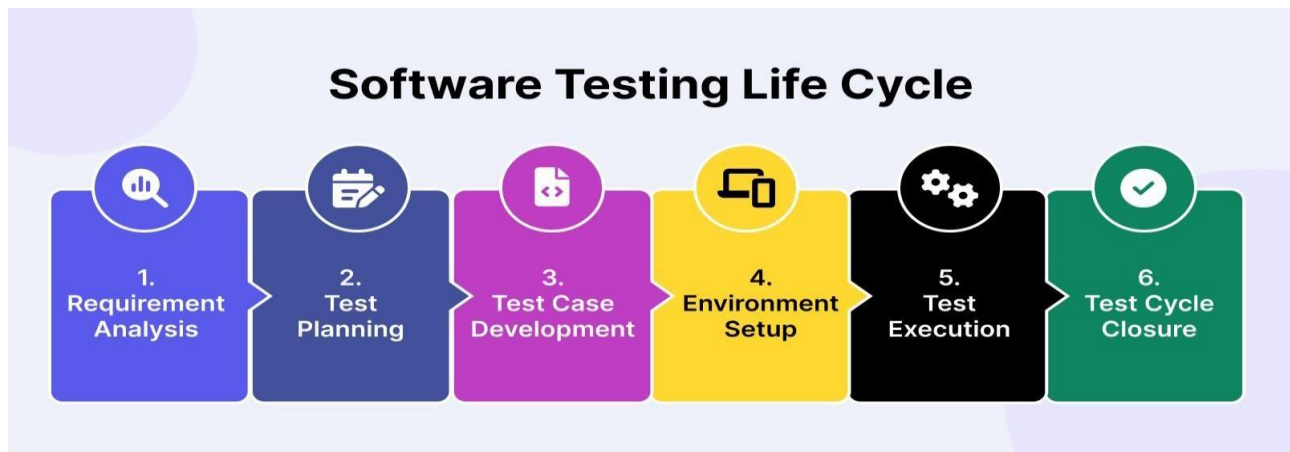 Software Testing Life Cycle
1.
Requirement
Analysis
2.
Test
Planning
3.
Test Case
Development
4.
Environment
Setup
5.
Test
Execution
6.
Test Cycle
Closure